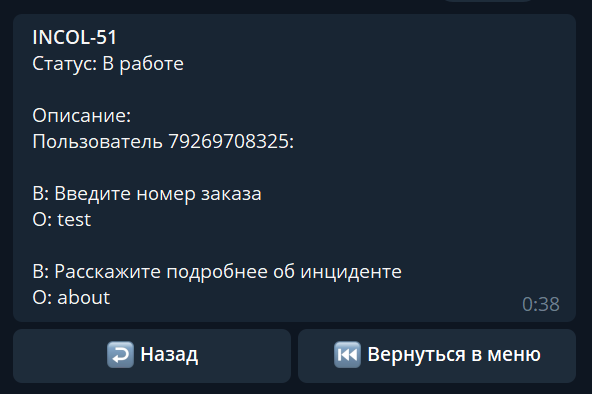 INCOL-51
Статус: В работе
Описание:
Пользователь 79269708325:
В: Введите номер заказа
О: test
В: Расскажите подробнее об инциденте
О: about
0:38
Назад
Вернуться в меню